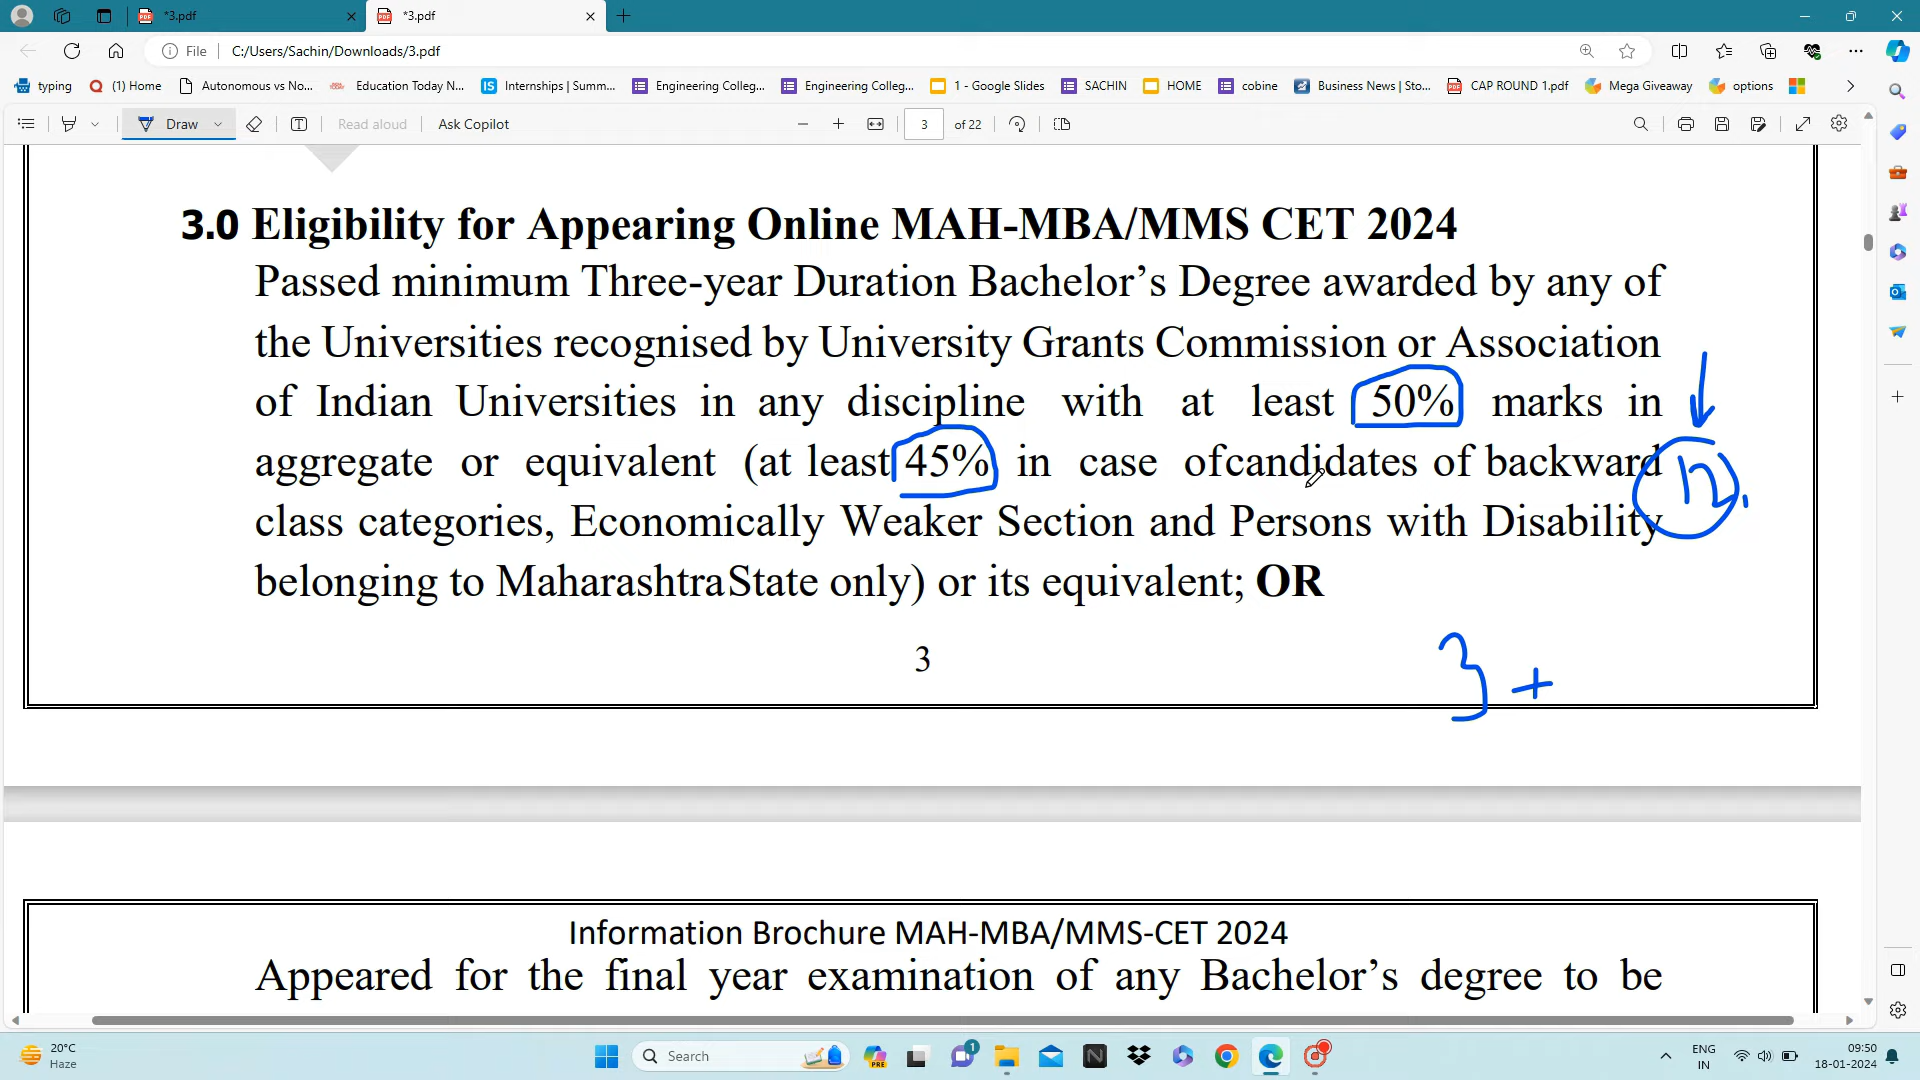 *3.pdf
*3.pdf
File
C:/Users/Sachin/Downloads/3.pdf
typing
(1) Home
Autonomous vs No...
Education Today N...
Internships | Summ...
Engineering Colleg...
Engineering Colleg...
1 - Google Slides
SACHIN
HOME
cobine
Business News | Sto...
CAP ROUND 1.pdf
Mega Giveaway
options
Draw
Read aloud
Ask Copilot
3
of 22
3.0 Eligibility for Appearing Online MAH-MBA/MMS CET 2024
Passed minimum Three-year Duration Bachelor’s Degree awarded by any of
the Universities recognised by University Grants Commission or Association
of Indian Universities in any discipline with at least 50% marks in
aggregate or equivalent (at least 45% in case ofcandidates of backward
12.
class categories, Economically Weaker Section and Persons with Disability
belonging to MaharashtraState only) or its equivalent; OR
3
3 +
Information Brochure MAH-MBA/MMS-CET 2024
Appeared for the final year examination of any Bachelor’s degree to be
20°C
Haze
Search
PRE
1
ENG
IN
09:50
18-01-2024